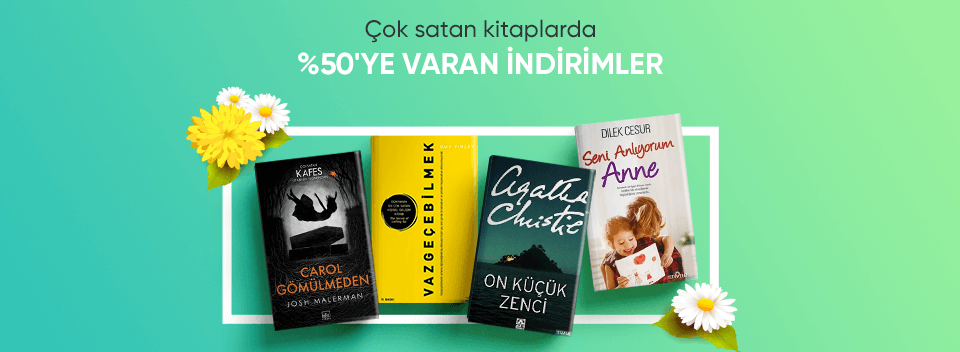 Çok satan kitaplarda
%50'YE VARAN İNDİRİMLER
KAFES
CAROL
GÖMÜLMEDEN
JOSH MALERMAN
VAZGEÇEBİLMEK
Agatha
Christie
ON KÜÇÜK
ZENCİ
DİLEK CESUR
Seni Anlıyorum
Anne